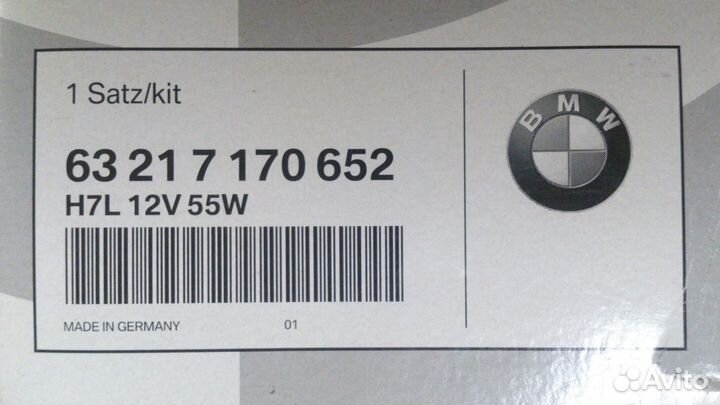 1 Satz/kit
BMW
63 21 7 170 652
H7L 12V 55W
MADE IN GERMANY 01
Avito